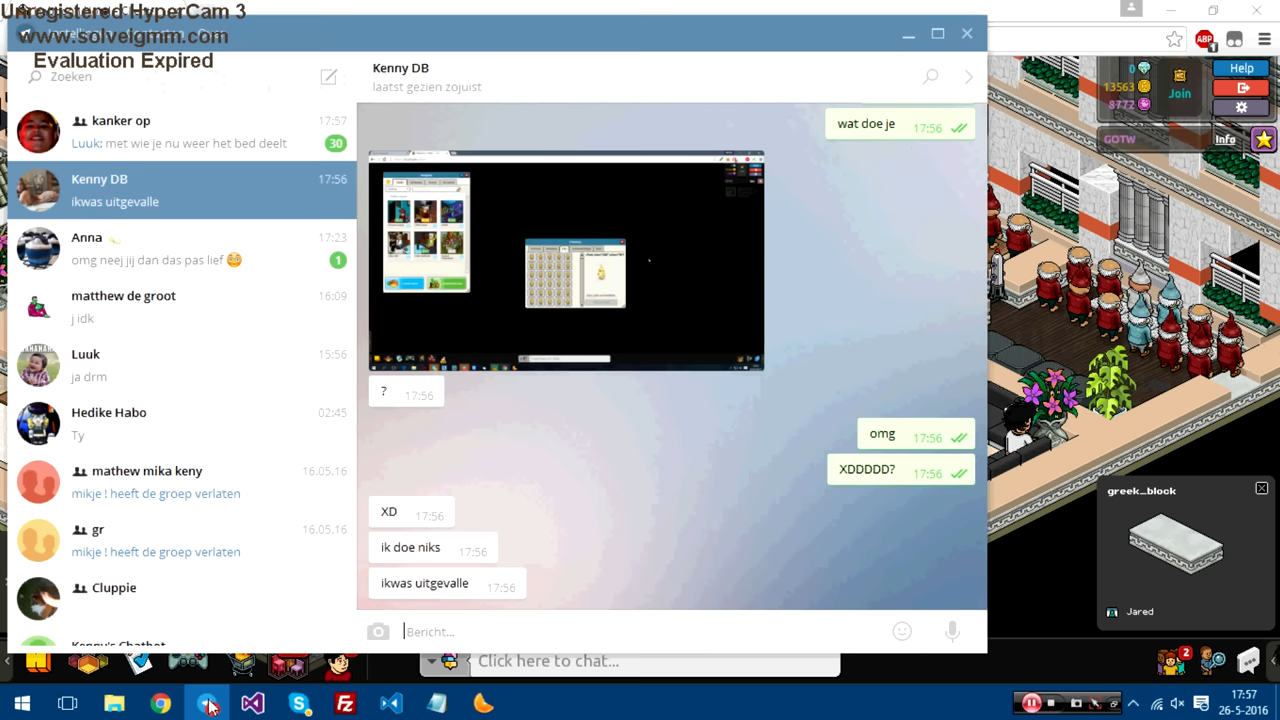 Unregistered HyperCam 3
www.solveigmm.com
Evaluation Expired
Zoeken
kanker op
17:57
Luuk: met wie je nu weer het bed deelt
30
Kenny DB
17:56
ikwas uitgevalle
Anna
17:23
omg neej jij dan das pas lief
1
matthew de groot
16:09
j idk
Luuk
15:56
ja drm
Hedike Habo
02:45
Ty
mathew mika keny
16.05.16
mikje ! heeft de groep verlaten
gr
16.05.16
mikje ! heeft de groep verlaten
Cluppie
Kenny's Chatbot
Kenny DB
laatst gezien zojuist
wat doe je
17:56
?
17:56
omg
17:56
XDDDDD?
17:56
XD
17:56
ik doe niks
17:56
ikwas uitgevalle
17:56
Bericht...
ABP
1
0
13563
8772
Join
Help
GOTW
Info
greek_block
Jared
Click here to chat...
2
17:57
26-5-2016